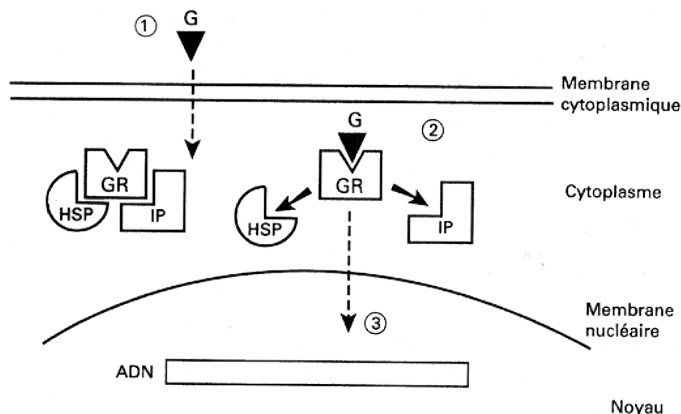 ① G
Membrane
cytoplasmique
G ②
GR
HSP
IP
GR
HSP
IP
Cytoplasme
③
Membrane
nucléaire
ADN
Noyau